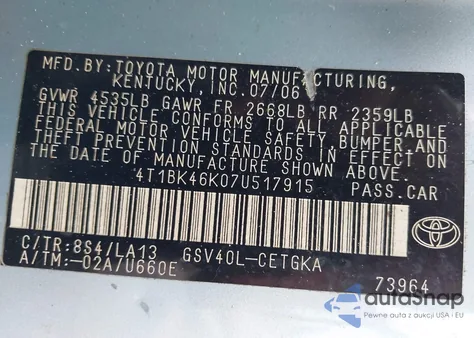 MFD.BY:TOYOTA MOTOR MANUFACTURING,
KENTUCKY, INC.07/06
GVWR 4535LB GAWR FR 2668LB RR 2359LB
THIS VEHICLE CONFORMS TO ALL APPLICABLE
FEDERAL MOTOR VEHICLE SAFETY, BUMPER AND
THEFT PREVENTION STANDARDS IN EFFECT ON
THE DATE OF MANUFACTURE SHOWN ABOVE.
4T1BK46K07U517915 PASS.CAR
C/TR:8S4/LA13 GSV40L-CETGKA
A/TM:-02A/U660E
73964
TOYOTA
autoSnap
Pewne auta z aukcji USA i EU